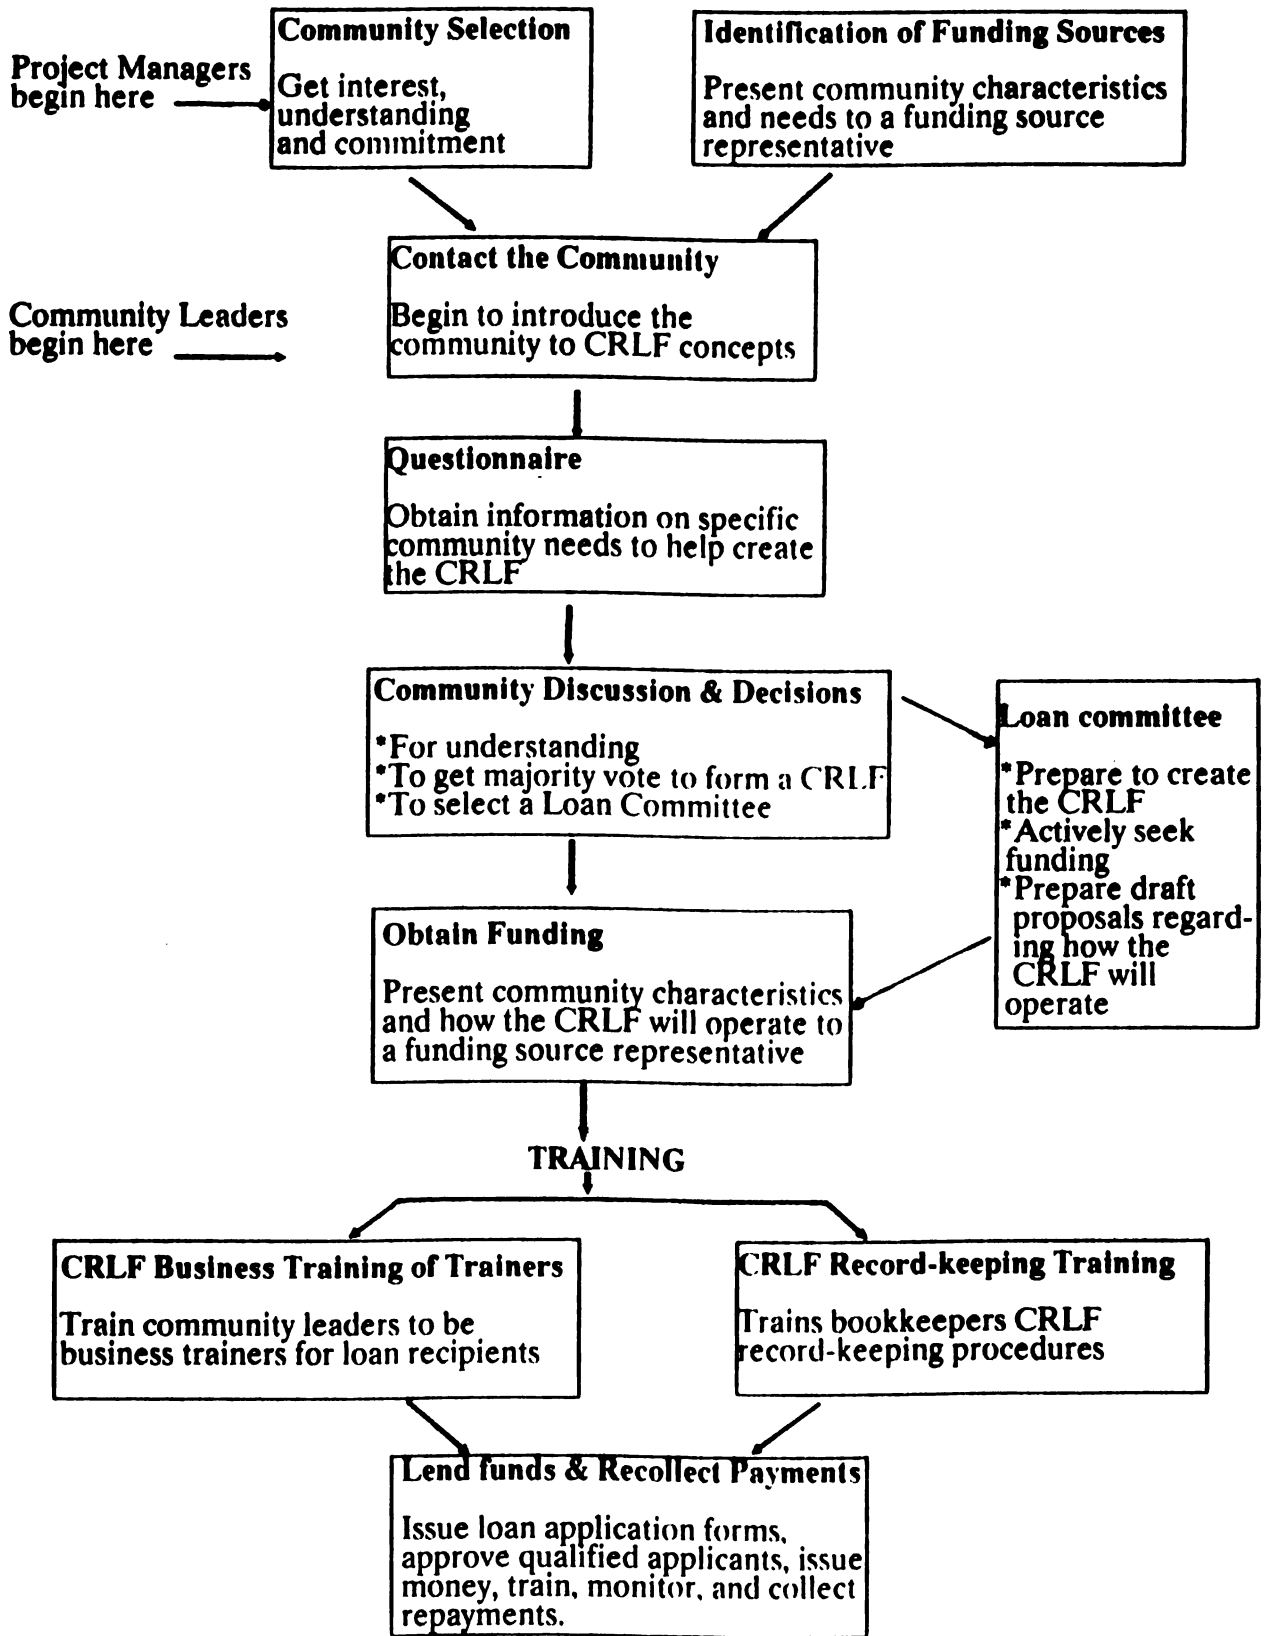 Project Managers
begin here
Community Selection
Get interest,
understanding
and commitment
Identification of Funding Sources
Present community characteristics
and needs to a funding source
representative
Community Leaders
begin here
Contact the Community
Begin to introduce the
community to CRLF concepts
Questionnaire
Obtain information on specific
community needs to help create
the CRLF
Community Discussion & Decisions
*For understanding
*To get majority vote to form a CRLF
*To select a Loan Committee
Loan committee
*Prepare to create
the CRLF
*Actively seek
funding
*Prepare draft
proposals regard-
ing how the
CRLF will
operate
Obtain Funding
Present community characteristics
and how the CRLF will operate to
a funding source representative
TRAINING
CRLF Business Training of Trainers
Train community leaders to be
business trainers for loan recipients
CRLF Record-keeping Training
Trains bookkeepers CRLF
record-keeping procedures
Lend funds & Recollect Payments
Issue loan application forms,
approve qualified applicants, issue
money, train, monitor, and collect
repayments.